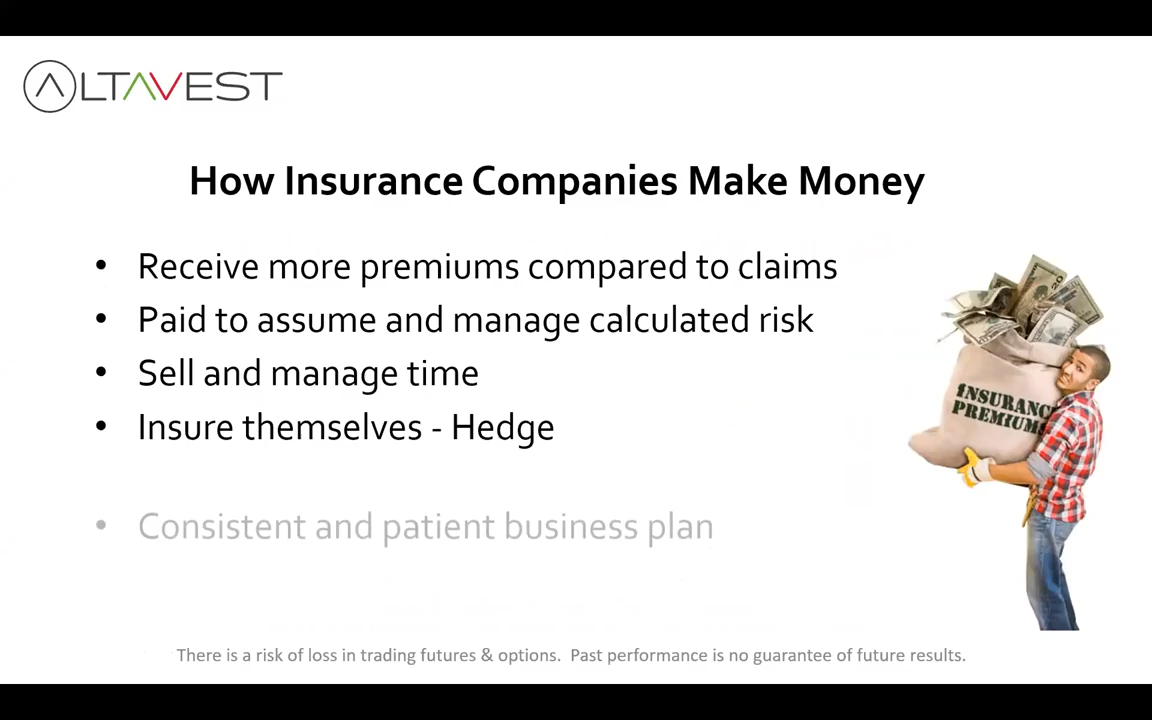 ALTAVEST
How Insurance Companies Make Money
• Receive more premiums compared to claims
• Paid to assume and manage calculated risk
• Sell and manage time
• Insure themselves - Hedge
INSURANCE
PREMIUMS
• Consistent and patient business plan
There is a risk of loss in trading futures & options. Past performance is no guarantee of future results.